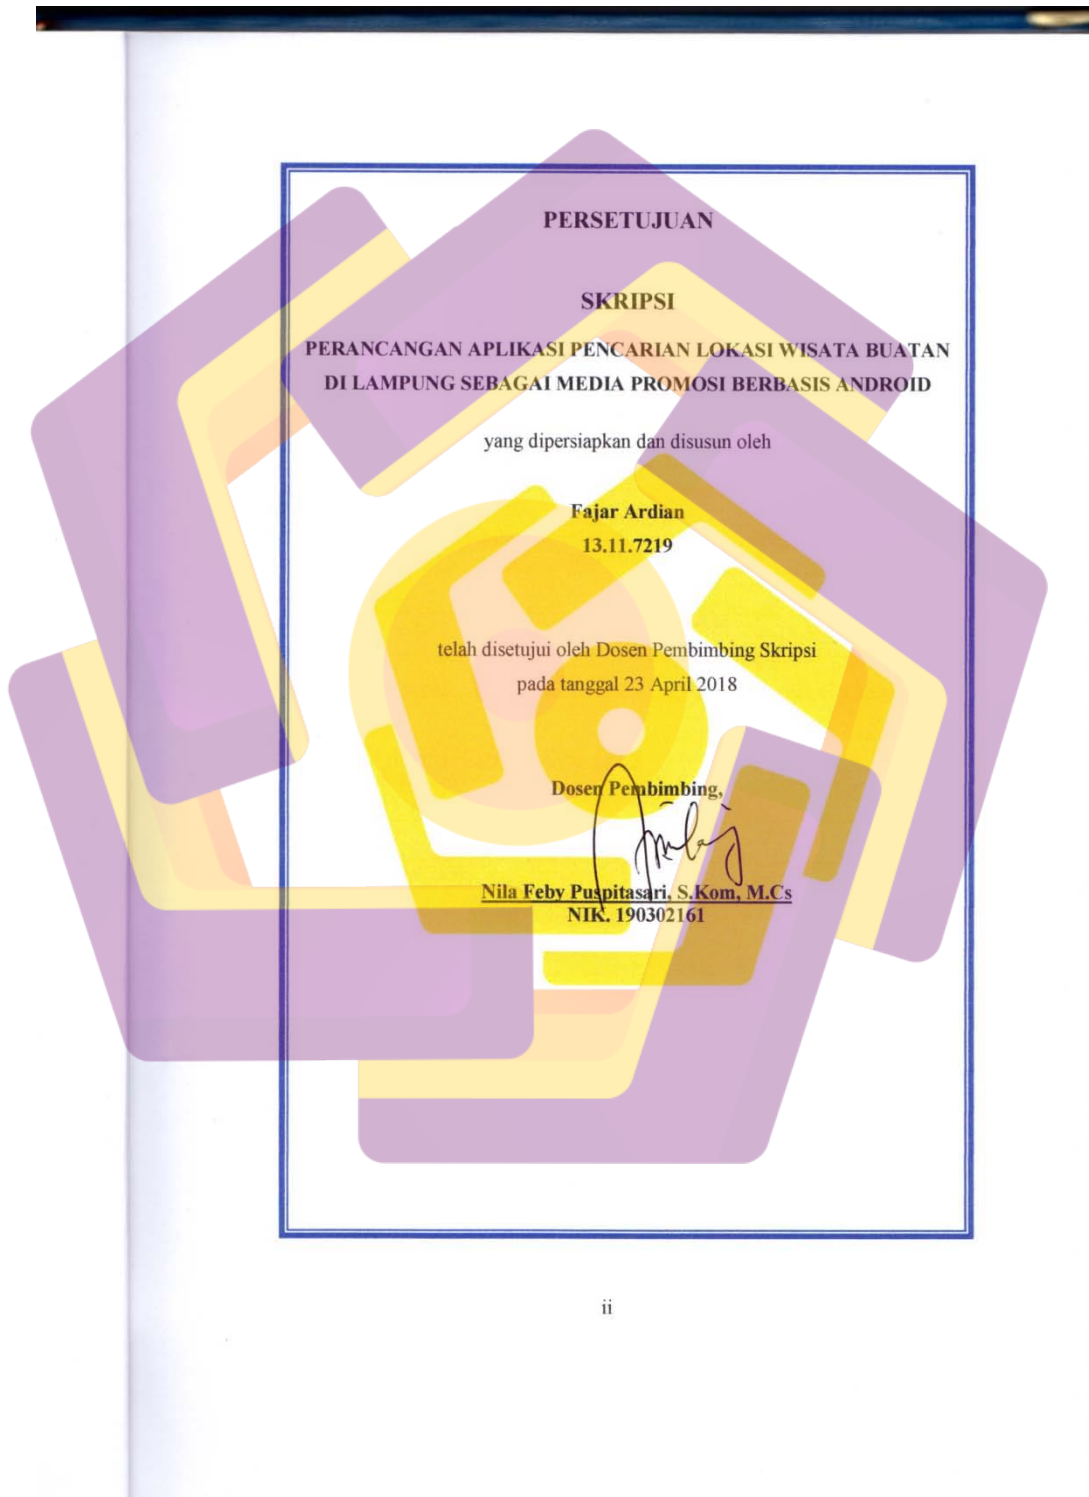 PERSETUJUAN
SKRIPSI
PERANCANGAN APLIKASI PENCARIAN LOKASI WISATA BUATAN
DI LAMPUNG SEBAGAI MEDIA PROMOSI BERBASIS ANDROID
yang dipersiapkan dan disusun oleh
Fajar Ardian
13.11.7219
telah disetujui oleh Dosen Pembimbing Skripsi
pada tanggal 23 April 2018
Dosen Pembimbing,
Nila Feby Puspitasari, S.Kom, M.Cs
NIK. 190302161
ii